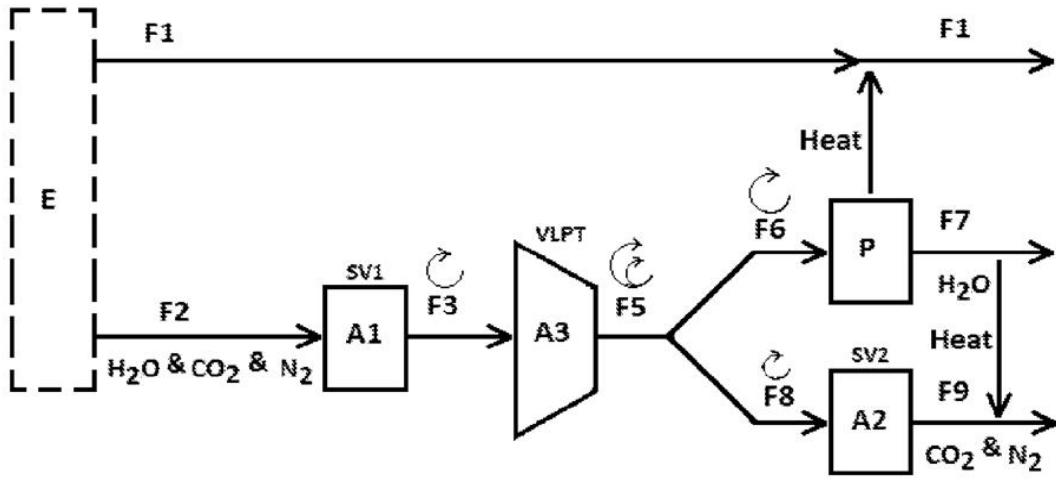 F1
F1
E
Heat
F6
P
F7
H₂O
VLPT
SV1
F3
F5
F2
A1
A3
H₂O & CO₂ & N₂
Heat
SV2
F8
A2
F9
CO₂ & N₂